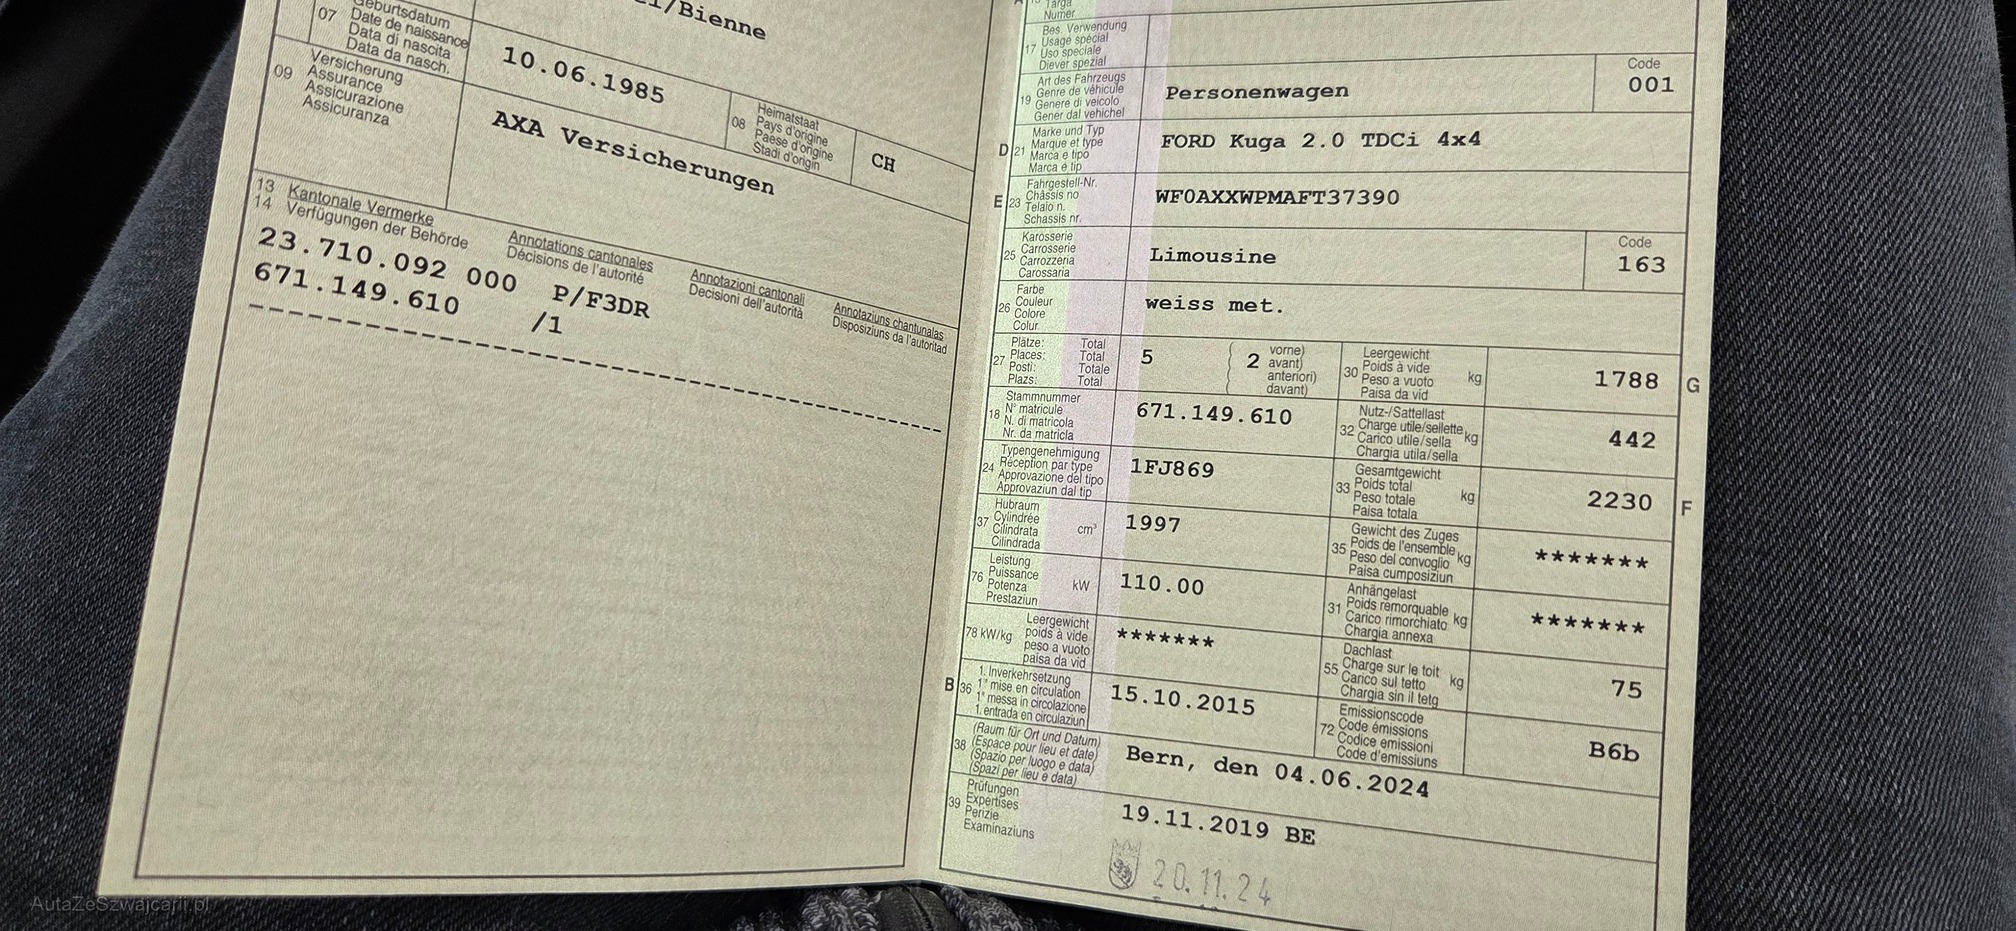 /Bienne
07 Geburtsdatum
Date de naissance
Data di nascita
Data da nasch.
10.06.1985
08 Heimatstaat
Pays d'origine
Paese d'origine
Stadi d'origin
CH
09 Versicherung
Assurance
Assicurazione
Assicuranza
AXA Versicherungen
13 Kantonale Vermerke
14 Verfügungen der Behörde
Annotations cantonales
Décisions de l'autorité
Annotazioni cantonali
Decisioni dell'autorità
Annotaziuns chantunalas
Disposiziuns da l'autoritad
23.710.092 000 P/F3DR
671.149.610 /1
Targa
Numer
17 Bes. Verwendung
Usage spécial
Uso speciale
Diever spezial
19 Art des Fahrzeugs
Genre de véhicule
Genere di veicolo
Gener dal vehichel
Personenwagen
Code
001
D 21 Marke und Typ
Marque et type
Marca e tipo
Marca e tip
FORD Kuga 2.0 TDCi 4x4
E 23 Fahrgestell-Nr.
Châssis no
Telaio n.
Schassis nr.
WF0AXXWPMAFT37390
25 Karosserie
Carrosserie
Carrozzeria
Carossaria
Limousine
Code
163
26 Farbe
Couleur
Colore
Colur
weiss met.
27 Plätze: Total
Places: Total
Posti: Totale
Plazs: Total
5
2 vorne)
avant)
anteriori)
davant)
30 Leergewicht
Poids à vide kg
Peso a vuoto
Paisa da vid
1788 G
18 Stammnummer
N° matricule
N. di matricola
Nr. da matricla
671.149.610
32 Nutz-/Sattellast
Charge utile/sellette kg
Carico utile/sella
Chargia utila/sella
442
24 Typengenehmigung
Réception par type
Approvazione del tipo
Approvaziun dal tip
1FJ869
33 Gesamtgewicht
Poids total kg
Peso totale
Paisa totala
2230 F
37 Hubraum
Cylindrée cm³
Cilindrata
Cilindrada
1997
35 Gewicht des Zuges
Poids de l'ensemble kg
Peso del convoglio
Paisa cumposiziun
*******
76 Leistung
Puissance kW
Potenza
Prestaziun
110.00
31 Anhängelast
Poids remorquable kg
Carico rimorchiato
Chargia annexa
*******
78 kW/kg Leergewicht
poids à vide
peso a vuoto
paisa da vid
*******
55 Dachlast
Charge sur le toit kg
Carico sul tetto
Chargia sin il tetg
75
B 36 1. Inverkehrsetzung
1re mise en circulation
1a messa in circolazione
1. entrada en circulaziun
15.10.2015
72 Emissionscode
Code émissions
Codice emissioni
Code d'emissiuns
B6b
38 (Raum für Ort und Datum)
(Espace pour lieu et date)
(Spazio per luogo e data)
(Spazi per lieu e data)
Bern, den 04.06.2024
39 Prüfungen
Expertises
Perizie
Examinaziuns
19.11.2019 BE
20.11.24
AutaZeSzwajcarii.pl